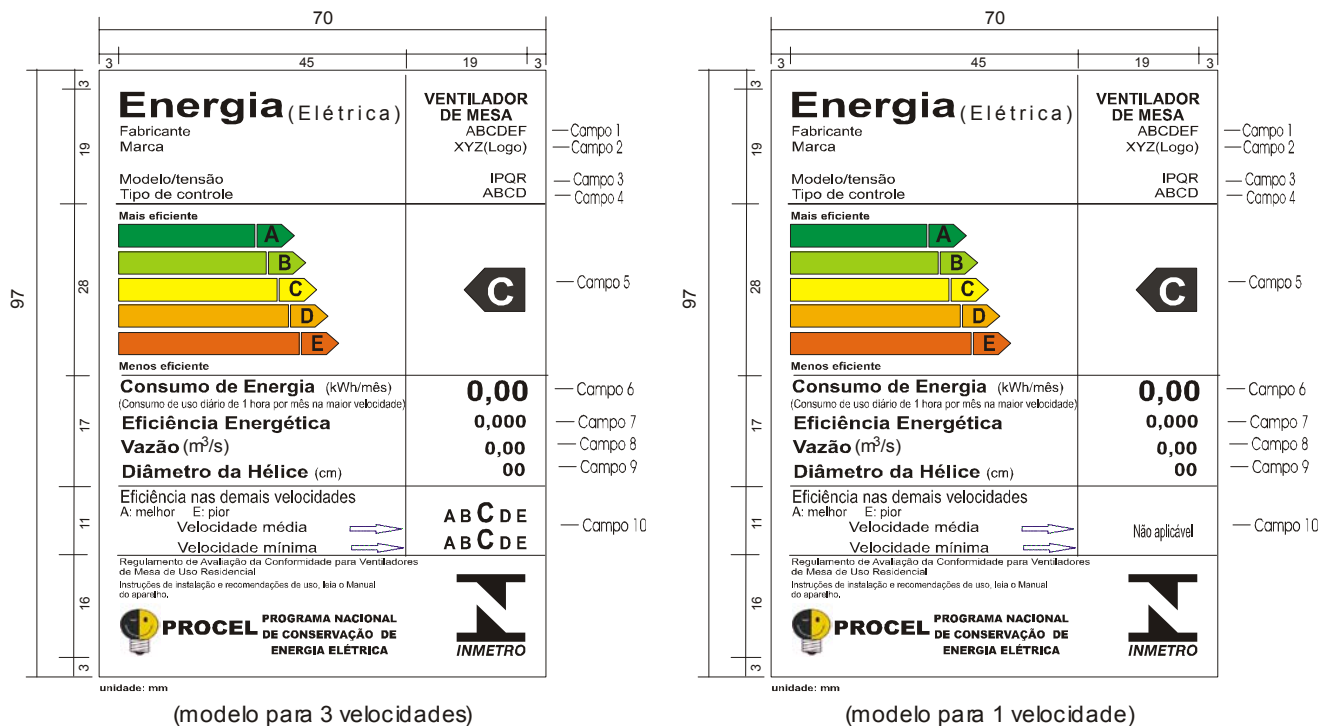 70
3 45 19 3
97
3
19
28
17
11
16
3
Energia (Elétrica)
VENTILADOR
DE MESA
Fabricante ABCDEF Campo 1
Marca XYZ(Logo) Campo 2
Modelo/tensão IPQR Campo 3
Tipo de controle ABCD Campo 4
Mais eficiente
A
B
C C Campo 5
D
E
Menos eficiente
Consumo de Energia (kWh/mês) 0,00 Campo 6
(Consumo de uso diário de 1 hora por mês na maior velocidade)
Eficiência Energética 0,000 Campo 7
Vazão (m³/s) 0,00 Campo 8
Diâmetro da Hélice (cm) 00 Campo 9
Eficiência nas demais velocidades
A: melhor E: pior
Velocidade média A B C D E Campo 10
Velocidade mínima A B C D E
Regulamento de Avaliação da Conformidade para Ventiladores
de Mesa de Uso Residencial
Instruções de instalação e recomendações de uso, leia o Manual
do aparelho.
PROCEL PROGRAMA NACIONAL
DE CONSERVAÇÃO DE
ENERGIA ELÉTRICA
INMETRO
unidade: mm
(modelo para 3 velocidades)
70
3 45 19 3
97
3
19
28
17
11
16
3
Energia (Elétrica)
VENTILADOR
DE MESA
Fabricante ABCDEF Campo 1
Marca XYZ(Logo) Campo 2
Modelo/tensão IPQR Campo 3
Tipo de controle ABCD Campo 4
Mais eficiente
A
B
C C Campo 5
D
E
Menos eficiente
Consumo de Energia (kWh/mês) 0,00 Campo 6
(Consumo de uso diário de 1 hora por mês na maior velocidade)
Eficiência Energética 0,000 Campo 7
Vazão (m³/s) 0,00 Campo 8
Diâmetro da Hélice (cm) 00 Campo 9
Eficiência nas demais velocidades
A: melhor E: pior
Velocidade média Não aplicável Campo 10
Velocidade mínima
Regulamento de Avaliação da Conformidade para Ventiladores
de Mesa de Uso Residencial
Instruções de instalação e recomendações de uso, leia o Manual
do aparelho.
PROCEL PROGRAMA NACIONAL
DE CONSERVAÇÃO DE
ENERGIA ELÉTRICA
INMETRO
unidade: mm
(modelo para 1 velocidade)